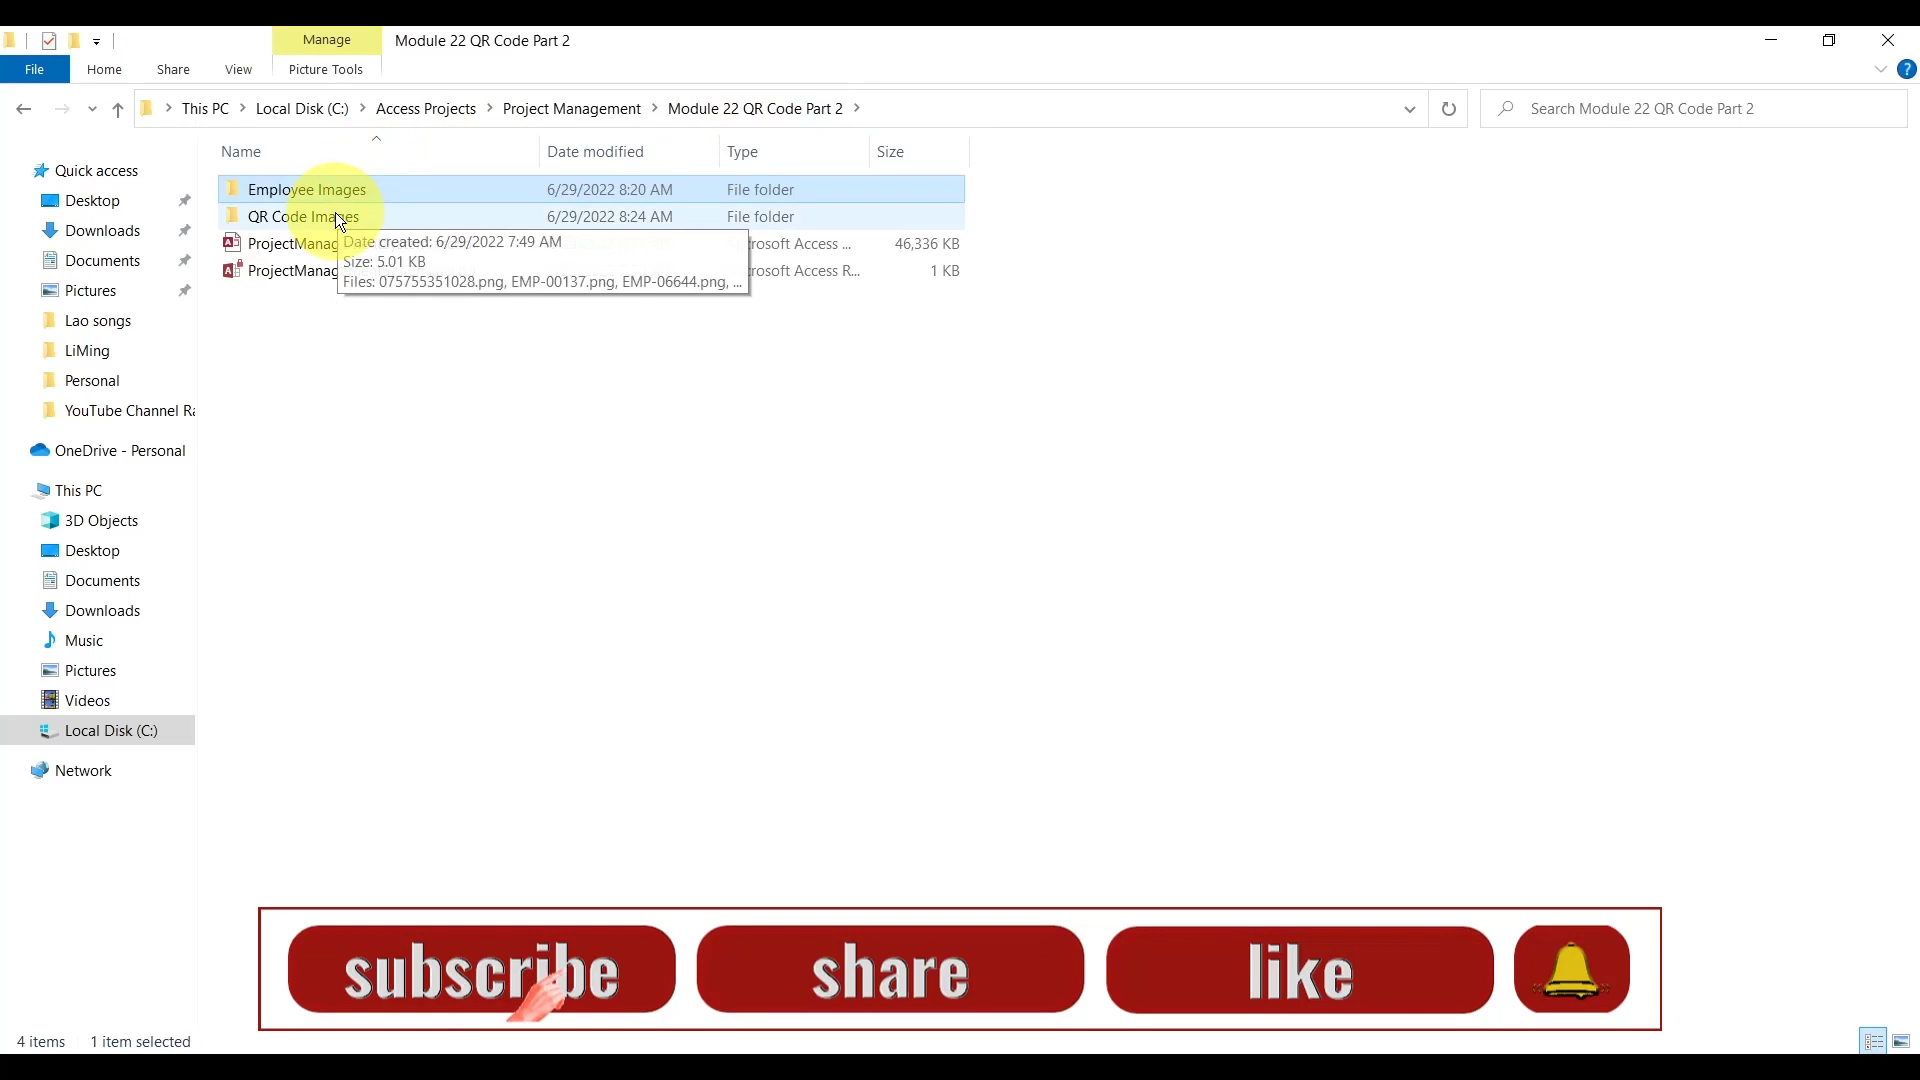 Manage
Module 22 QR Code Part 2
File
Home
Share
View
Picture Tools
?
This PC
Local Disk (C:)
Access Projects
Project Management
Module 22 QR Code Part 2
Search Module 22 QR Code Part 2
Name
Date modified
Type
Size
Quick access
Desktop
Downloads
Documents
Pictures
Lao songs
LiMing
Personal
YouTube Channel Ra
OneDrive - Personal
This PC
3D Objects
Desktop
Documents
Downloads
Music
Pictures
Videos
Local Disk (C:)
Network
Employee Images 6/29/2022 8:20 AM File folder
QR Code Images 6/29/2022 8:24 AM File folder
ProjectManag rosoft Access ... 46,336 KB
ProjectManag rosoft Access R... 1 KB
Date created: 6/29/2022 7:49 AM
Size: 5.01 KB
Files: 075755351028.png, EMP-00137.png, EMP-06644.png, ...
subscribe
share
like
4 items
1 item selected